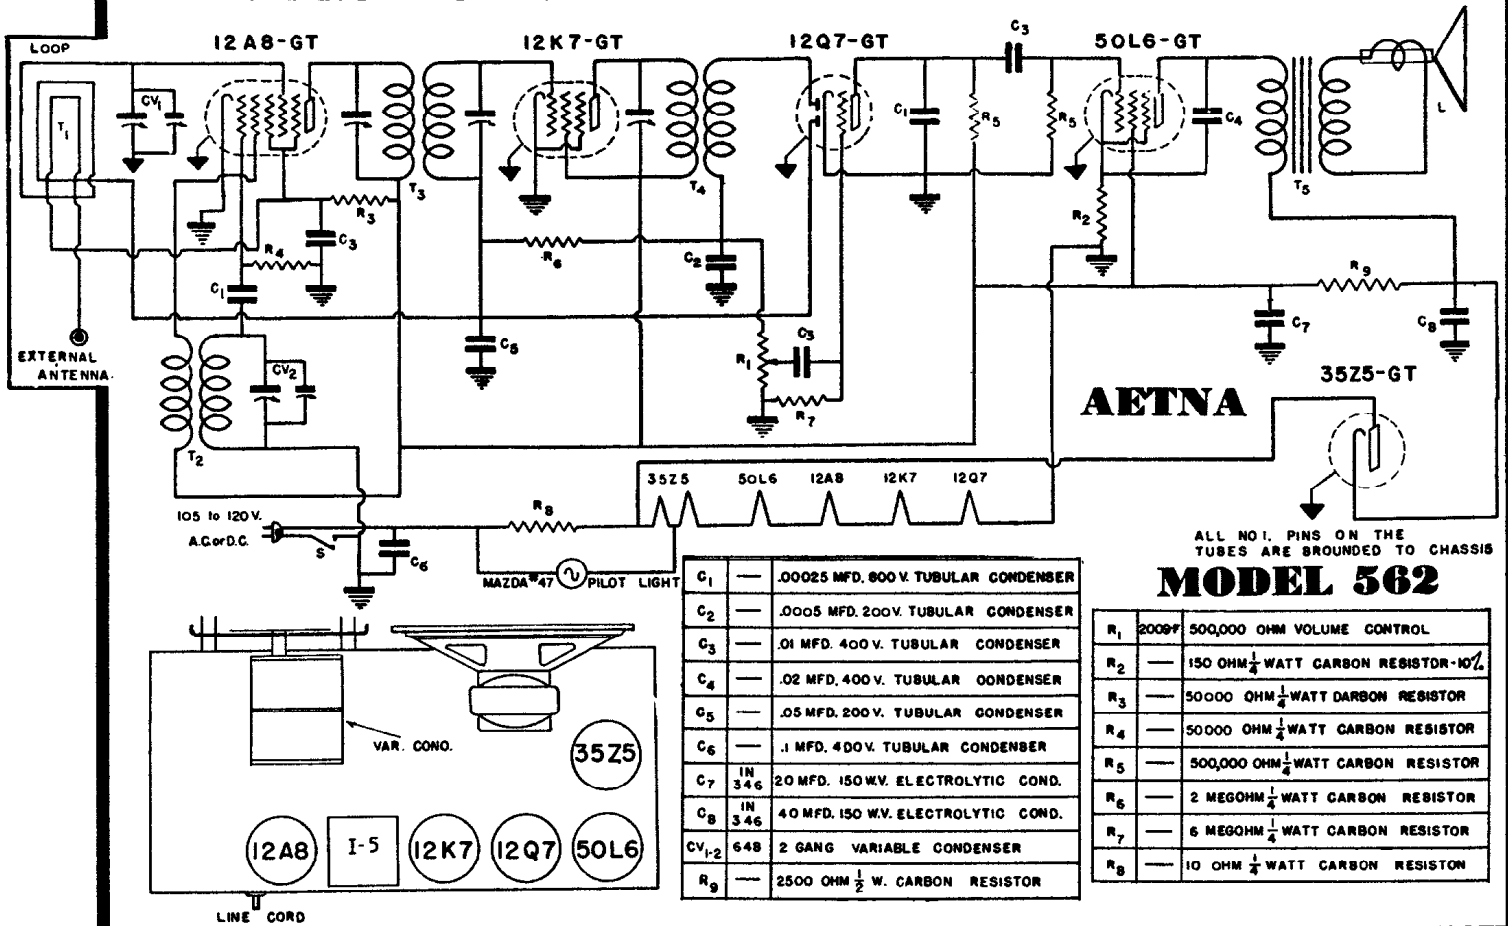 12A8-GT 12K7-GT 12Q7-GT 50L6-GT
LOOP
T1
CV1
T3
T4
C1
R5
C3
R5
C4
T5
L
R3
C3
R4
C1
R6
C2
C5
R1
C3
R7
R2
R9
C7
C8
EXTERNAL
ANTENNA.
CV2
T2
35Z5-GT
AETNA
35Z5 50L6 12A8 12K7 12Q7
105 to 120V.
A.C.or D.C.
S
C6
R8
MAZDA #47 PILOT LIGHT
ALL NO1. PINS ON THE
TUBES ARE BROUNDED TO CHASSIS
MODEL 562
C1 — .00025 MFD. 600V. TUBULAR CONDENSER
C2 — .0005 MFD. 200V. TUBULAR CONDENSER
C3 — .01 MFD. 400V. TUBULAR CONDENSER
C4 — .02 MFD. 400V. TUBULAR OONDENSER
C5 — .05 MFD. 200V. TUBULAR CONDENSER
C6 — .1 MFD. 400V. TUBULAR CONDENSER
C7 IN 346 20 MFD. 150W.V. ELECTROLYTIC COND.
C8 IN 346 40 MFD. 150 W.V. ELECTROLYTIC COND.
CV1-2 648 2 GANG VARIABLE CONDENSER
R9 — 2500 OHM 1/2 W. CARBON RESISTOR
R1 500,000 OHM VOLUME CONTROL
R2 — 150 OHM 1/4 WATT CARBON RESISTOR-10%
R3 — 50000 OHM 1/4 WATT DARBON RESISTOR
R4 — 50000 OHM 1/4 WATT CARBON RESISTOR
R5 — 500,000 OHM 1/4 WATT CARBON RESISTOR
R6 — 2 MEGOHM 1/4 WATT CARBON RESISTOR
R7 — 6 MEGOHM 1/4 WATT CARBON RESISTOR
R8 — 10 OHM 1/4 WATT CARBON RESISTON
VAR. CONO.
35Z5
12A8 I-5 12K7 12Q7 50L6
LINE CORD